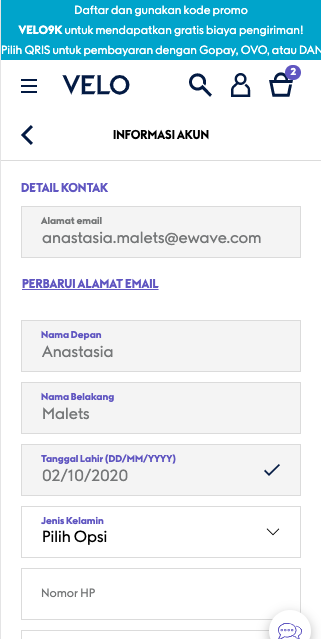 Daftar dan gunakan kode promo
VELO9K untuk mendapatkan gratis biaya pengiriman!
Pilih QRIS untuk pembayaran dengan Gopay, OVO, atau DAN
VELO
2
INFORMASI AKUN
DETAIL KONTAK
Alamat email
anastasia.malets@ewave.com
PERBARUI ALAMAT EMAIL
Nama Depan
Anastasia
Nama Belakang
Malets
Tanggal Lahir (DD/MM/YYYY)
02/10/2020
Jenis Kelamin
Pilih Opsi
Nomor HP